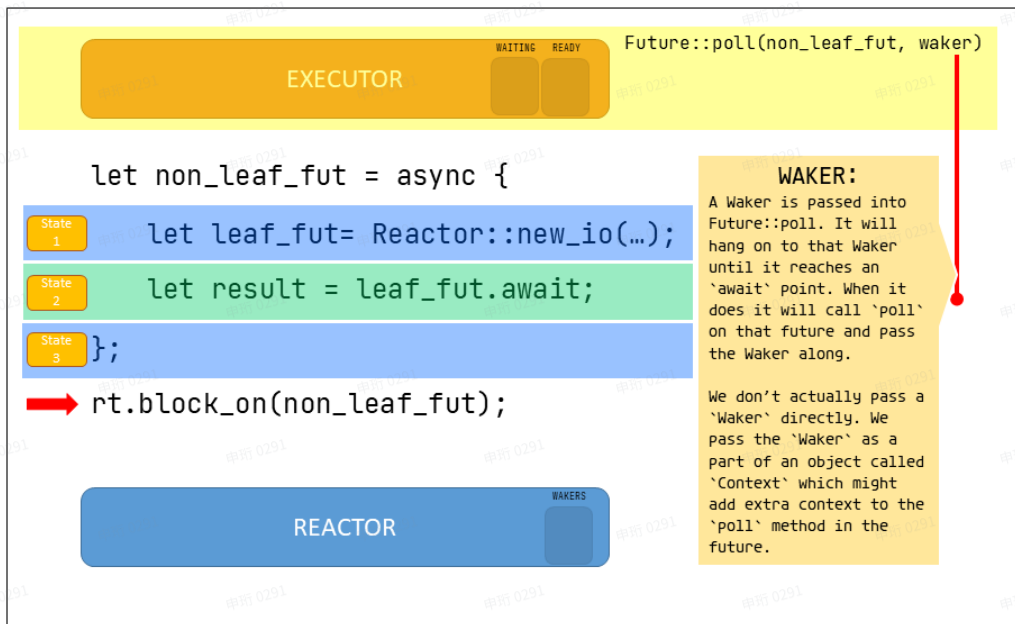 WAITING READY
Future::poll(non_leaf_fut, waker)
EXECUTOR
let non_leaf_fut = async {
State
1
let leaf_fut= Reactor::new_io(…);
State
2
let result = leaf_fut.await;
State
3
};
rt.block_on(non_leaf_fut);
WAKERS
REACTOR
WAKER:
A Waker is passed into
Future::poll. It will
hang on to that Waker
until it reaches an
`await` point. When it
does it will call `poll`
on that future and pass
the Waker along.
We don’t actually pass a
`Waker` directly. We
pass the `Waker` as a
part of an object called
`Context` which might
add extra context to the
`poll` method in the
future.